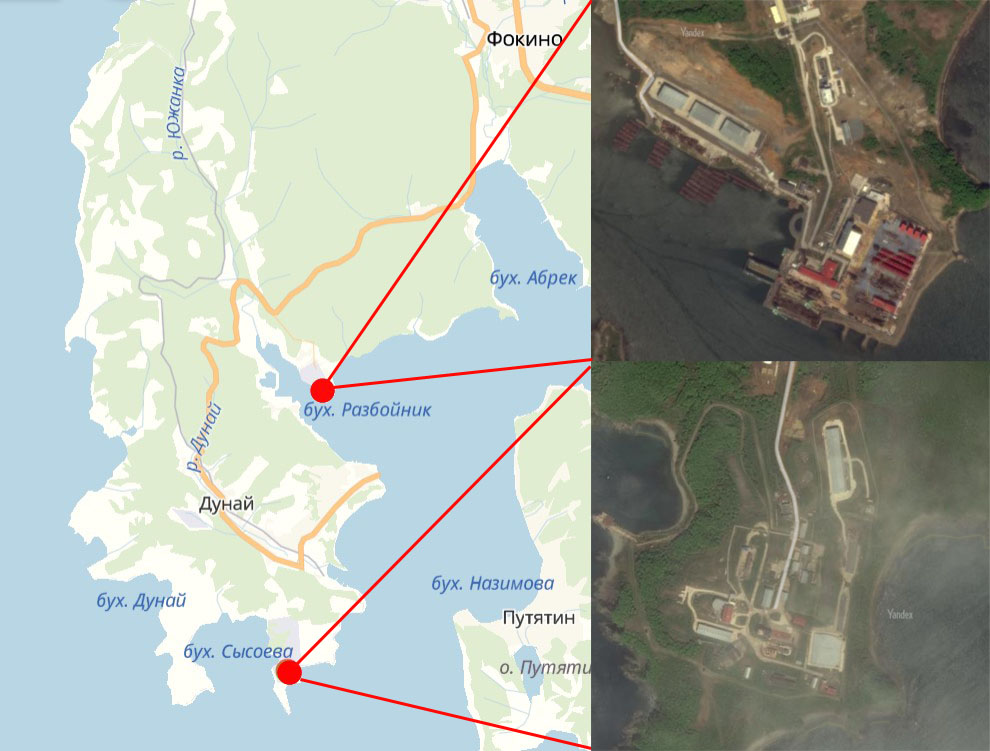 Фокино
Yandex
р. Южанка
бух. Абрек
бух. Разбойник
р. Дунай
Дунай
бух. Назимова
бух. Дунай
Путятин
Yandex
бух. Сысоева
о. Путяти